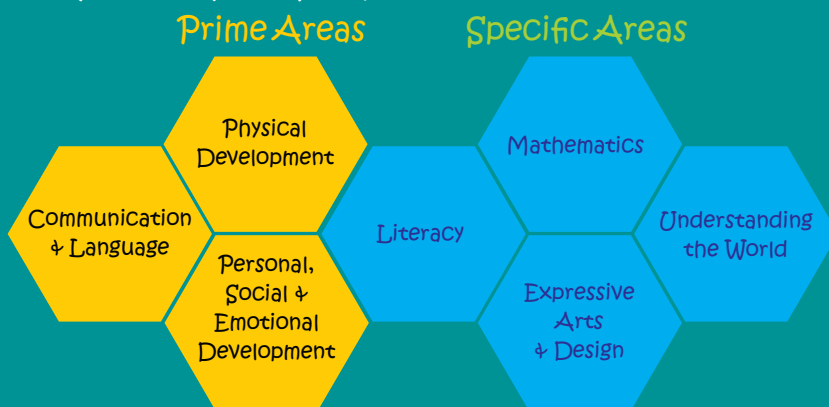 Prime Areas
Specific Areas
Physical
Development
Mathematics
Communication
& Language
Literacy
Understanding
the World
Personal,
Social &
Emotional
Development
Expressive
Arts
& Design